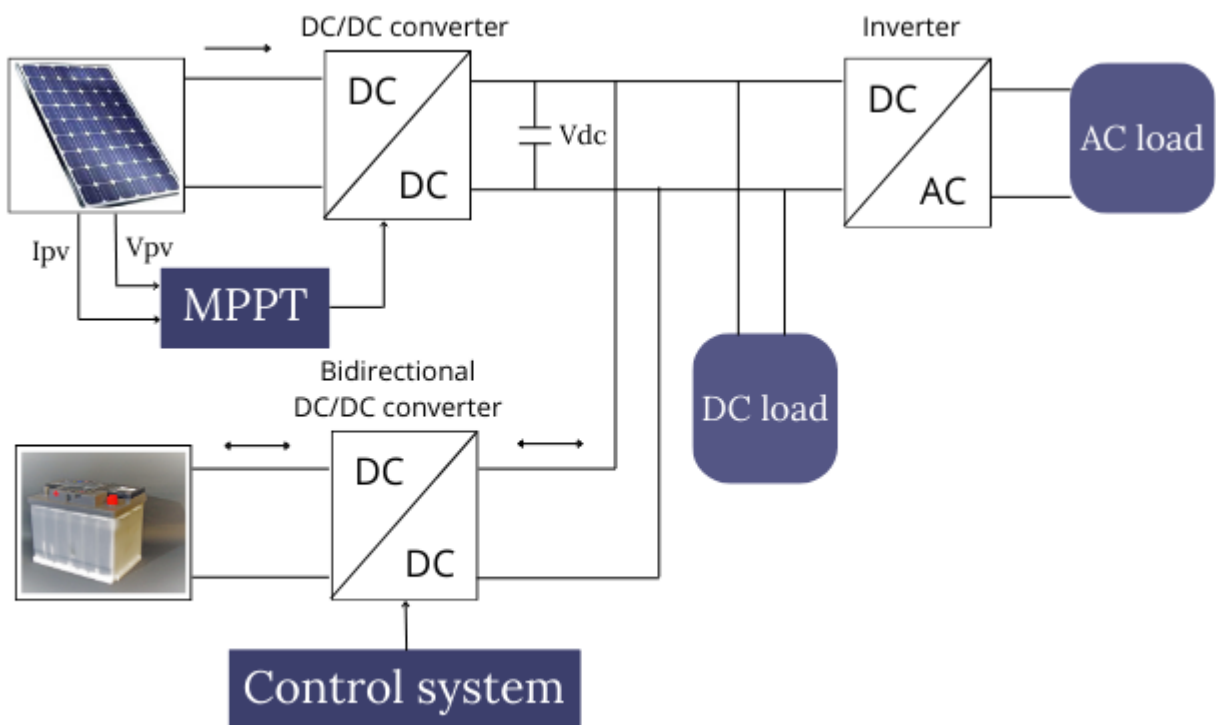 DC/DC converter
Inverter
DC
DC
Vdc
DC
AC
AC load
Ipv
Vpv
MPPT
DC load
Bidirectional
DC/DC converter
DC
DC
Control system